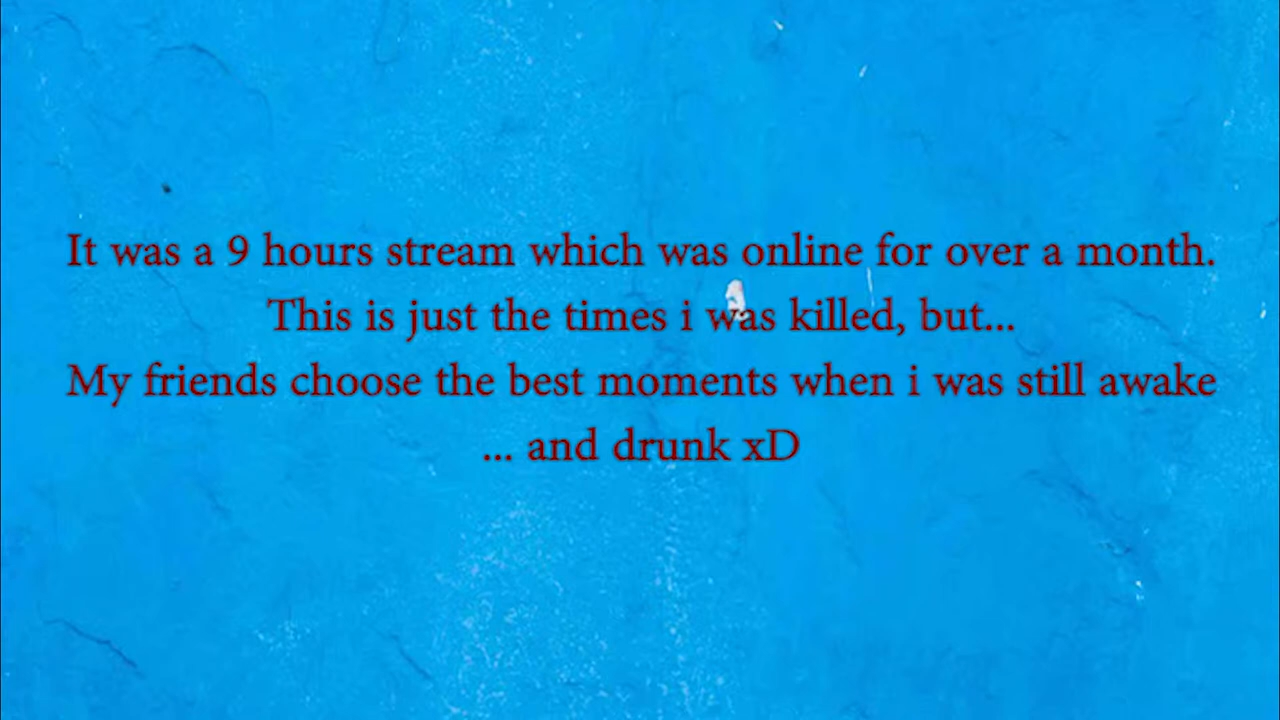 It was a 9 hours stream which was online for over a month.
This is just the times i was killed, but...
My friends choose the best moments when i was still awake
... and drunk xD